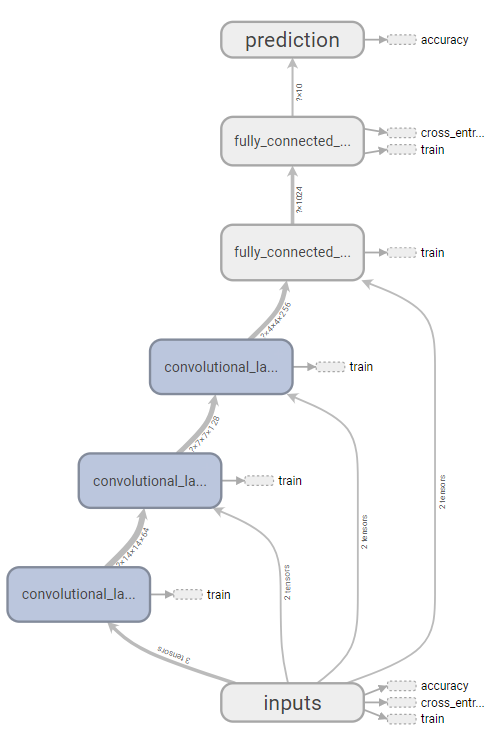 prediction
accuracy
?×10
fully_connected_...
cross_entr...
train
?×1024
fully_connected_...
train
?×4×4×256
convolutional_la...
train
?×7×7×128
convolutional_la...
train
2 tensors
2 tensors
?×14×14×64
convolutional_la...
train
2 tensors
3 tensors
inputs
accuracy
cross_entr...
train